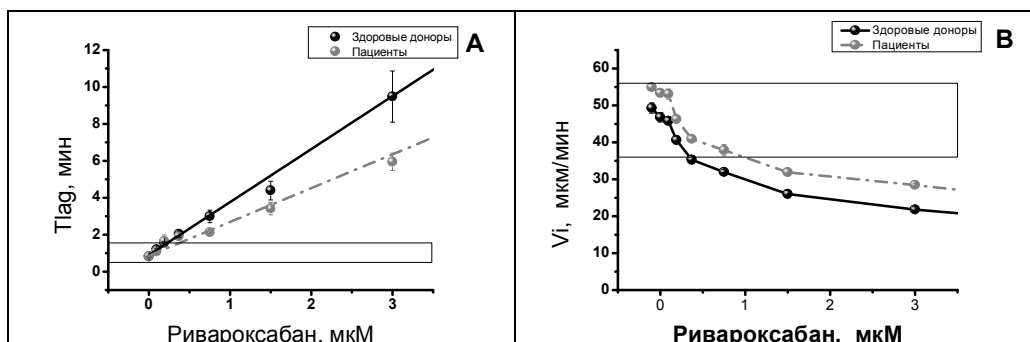 Здоровые доноры
Пациенты
A
12
10
8
6
4
2
0
Tlag, мин
0
1
2
3
Ривароксабан, мкМ
Здоровые доноры
Пациенты
B
60
50
40
30
20
10
0
Vi, мкм/мин
0
1
2
3
Ривароксабан, мкМ